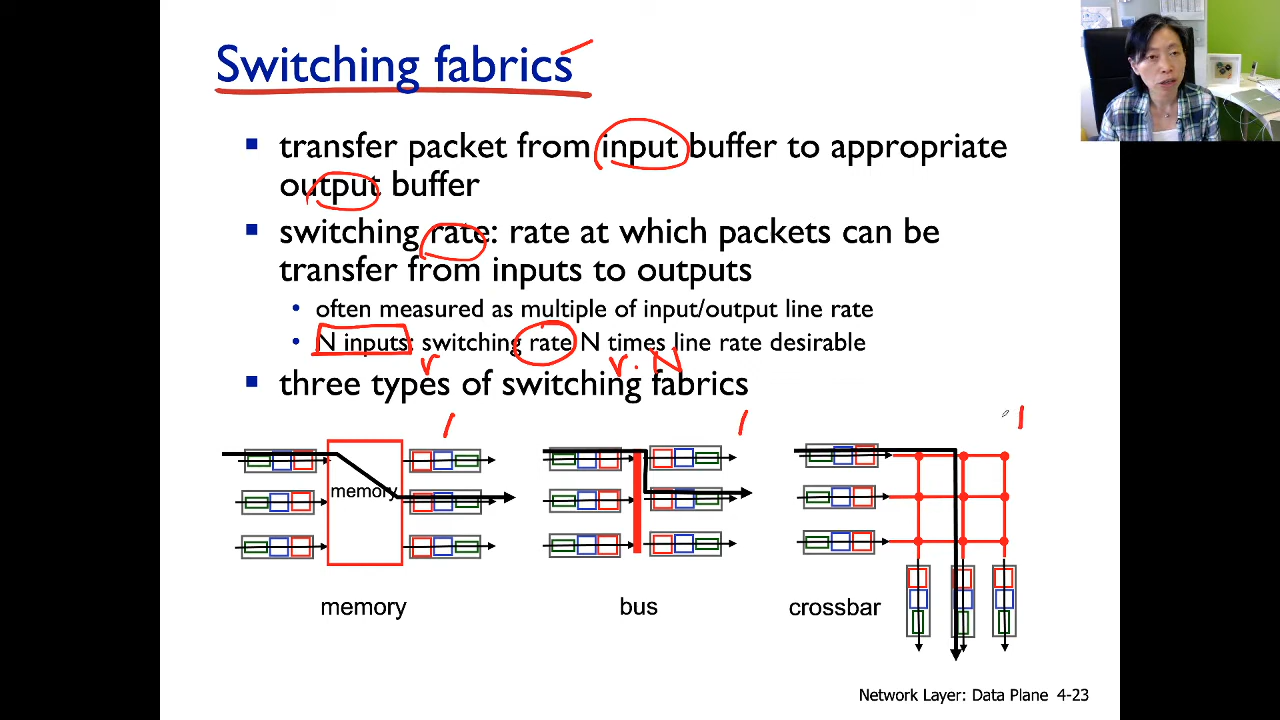 Switching fabrics
▪ transfer packet from input buffer to appropriate
output buffer
▪ switching rate: rate at which packets can be
transfer from inputs to outputs
• often measured as multiple of input/output line rate
• N inputs: switching rate N times line rate desirable
r r. N
▪ three types of switching fabrics
memory
memory bus crossbar
Network Layer: Data Plane 4-23